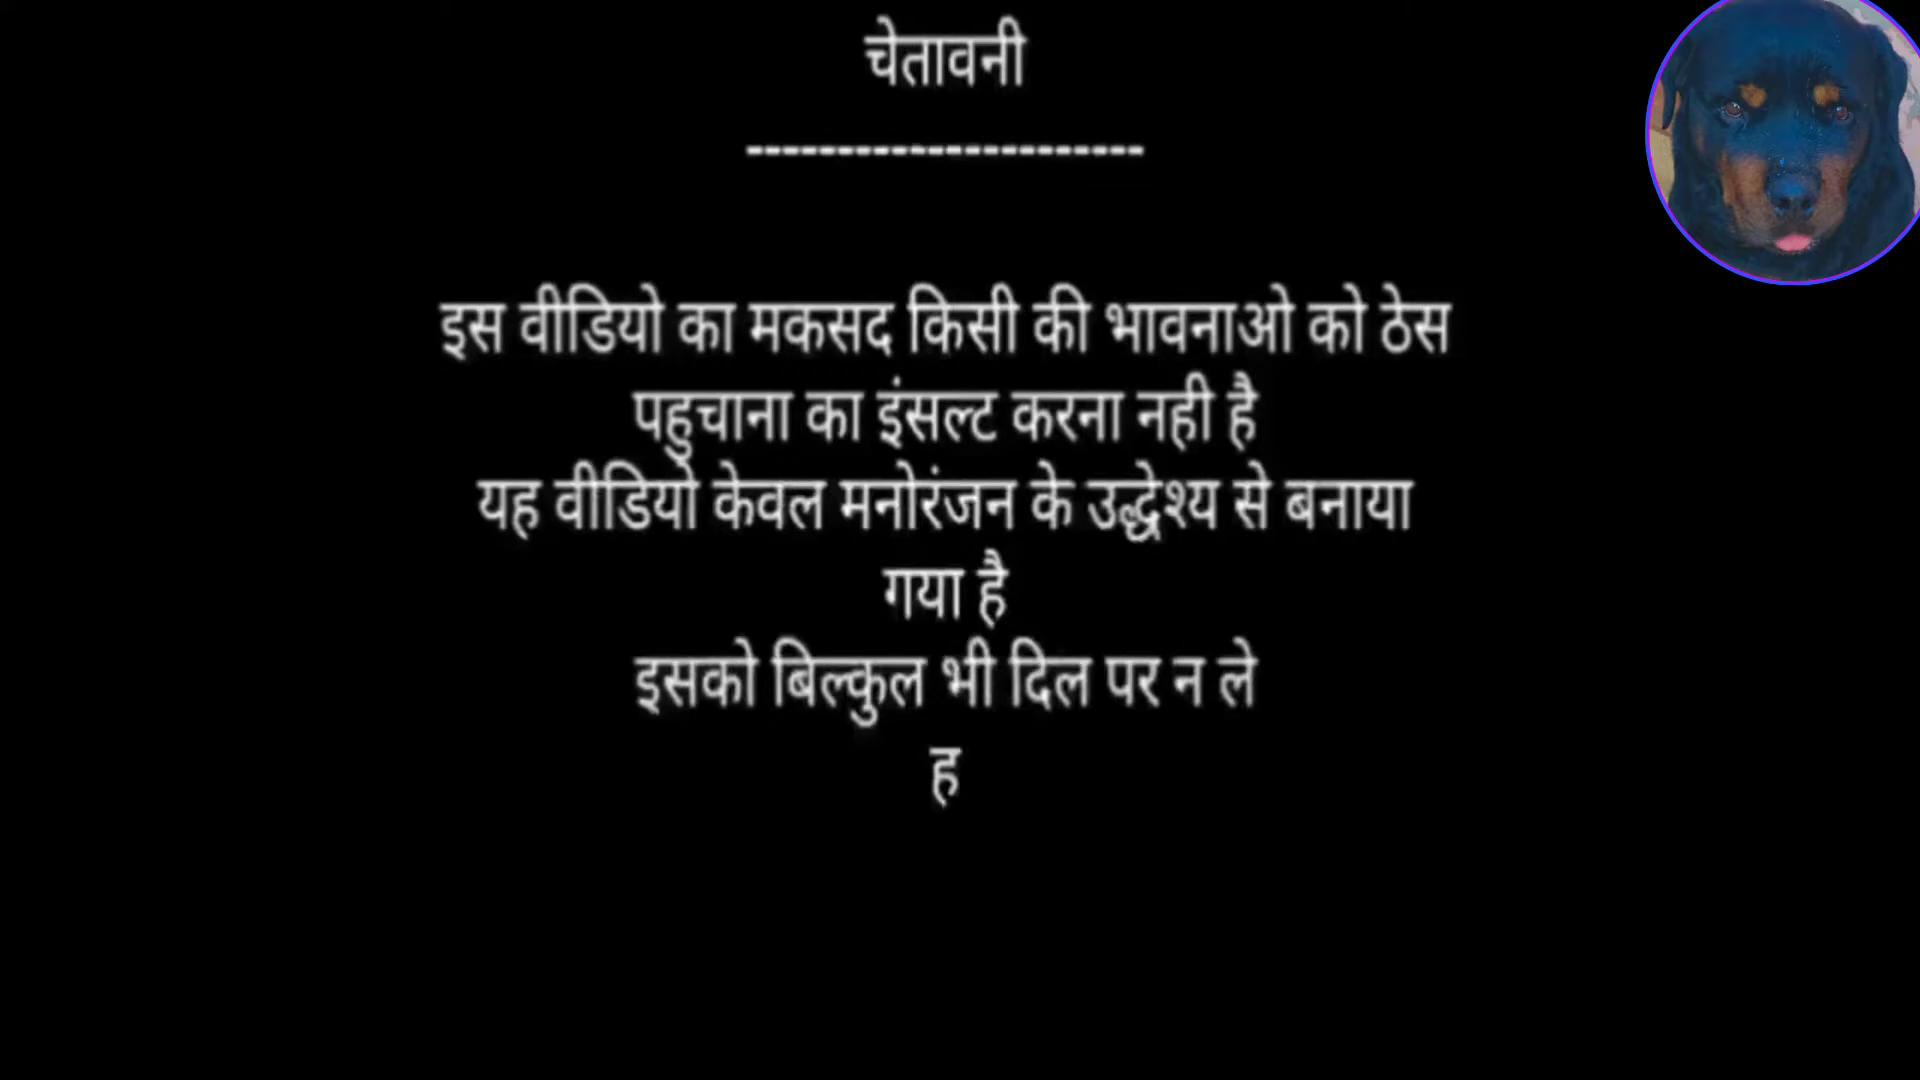 चेतावनी
----------------------
इस वीडियो का मकसद किसी की भावनाओ को ठेस
पहुचाना का इंसल्ट करना नही है
यह वीडियो केवल मनोरंजन के उद्धेश्य से बनाया
गया है
इसको बिल्कुल भी दिल पर न ले
ह